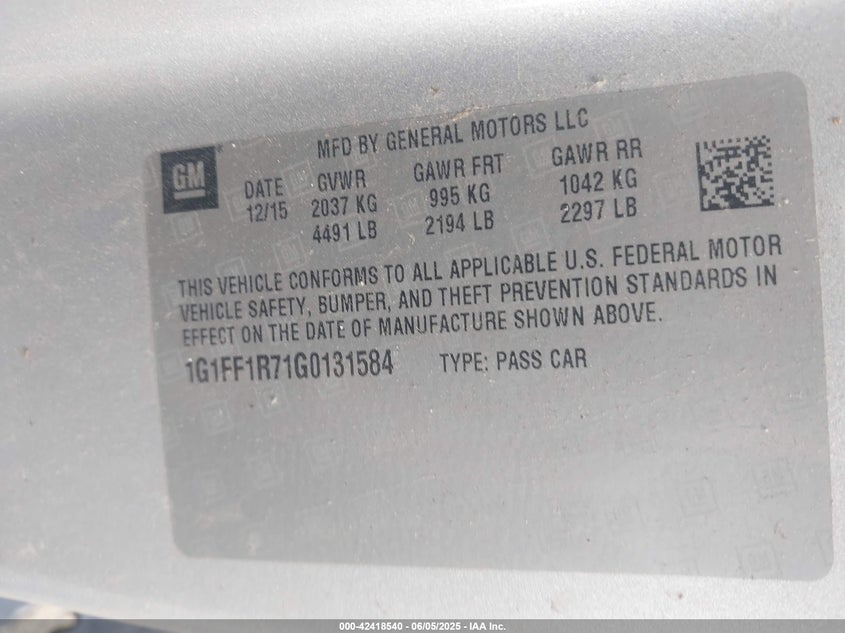 MFD BY GENERAL MOTORS LLC
GM
DATE GVWR GAWR FRT GAWR RR
12/15 2037 KG 995 KG 1042 KG
4491 LB 2194 LB 2297 LB
THIS VEHICLE CONFORMS TO ALL APPLICABLE U.S. FEDERAL MOTOR
VEHICLE SAFETY, BUMPER, AND THEFT PREVENTION STANDARDS IN
EFFECT ON THE DATE OF MANUFACTURE SHOWN ABOVE.
1G1FF1R71G0131584 TYPE: PASS CAR
000-42418540 - 06/05/2025 - IAA Inc.